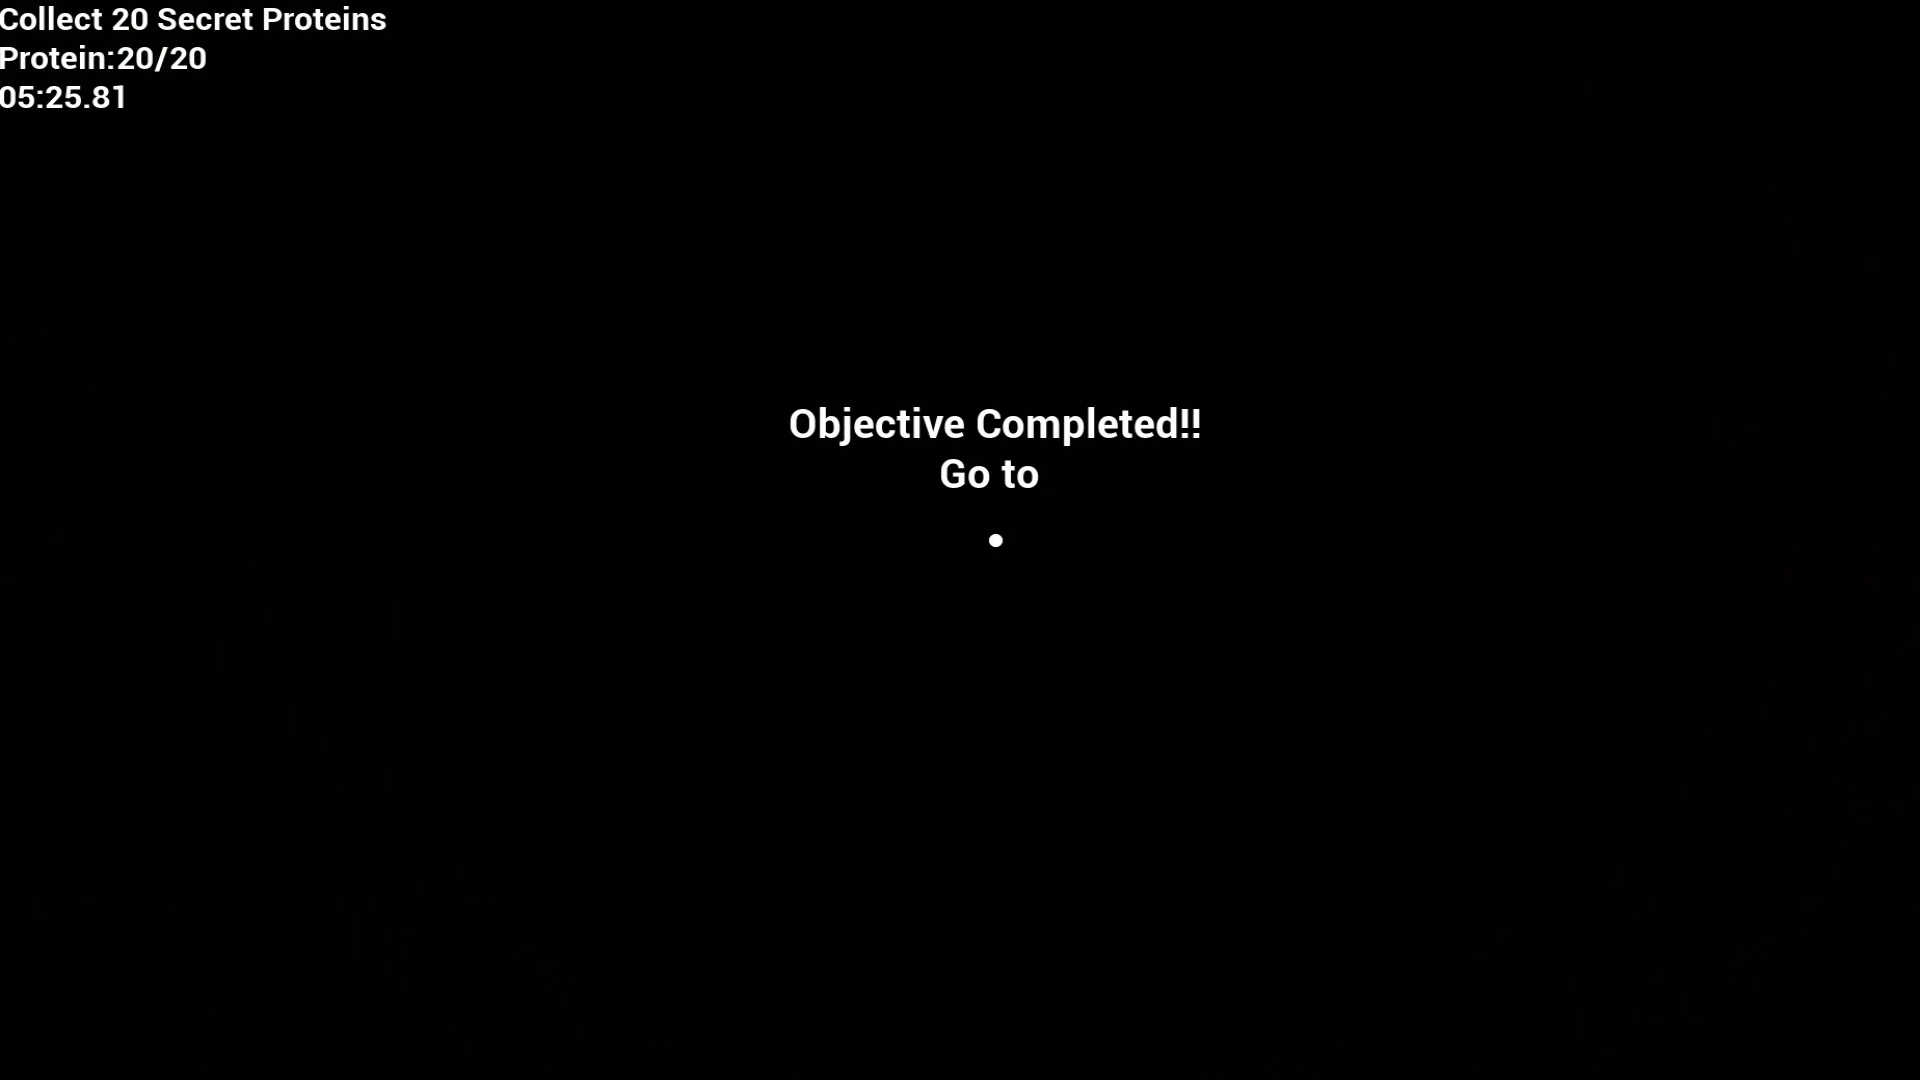 Collect 20 Secret Proteins
Protein:20/20
05:25.81
Objective Completed!!
Go to